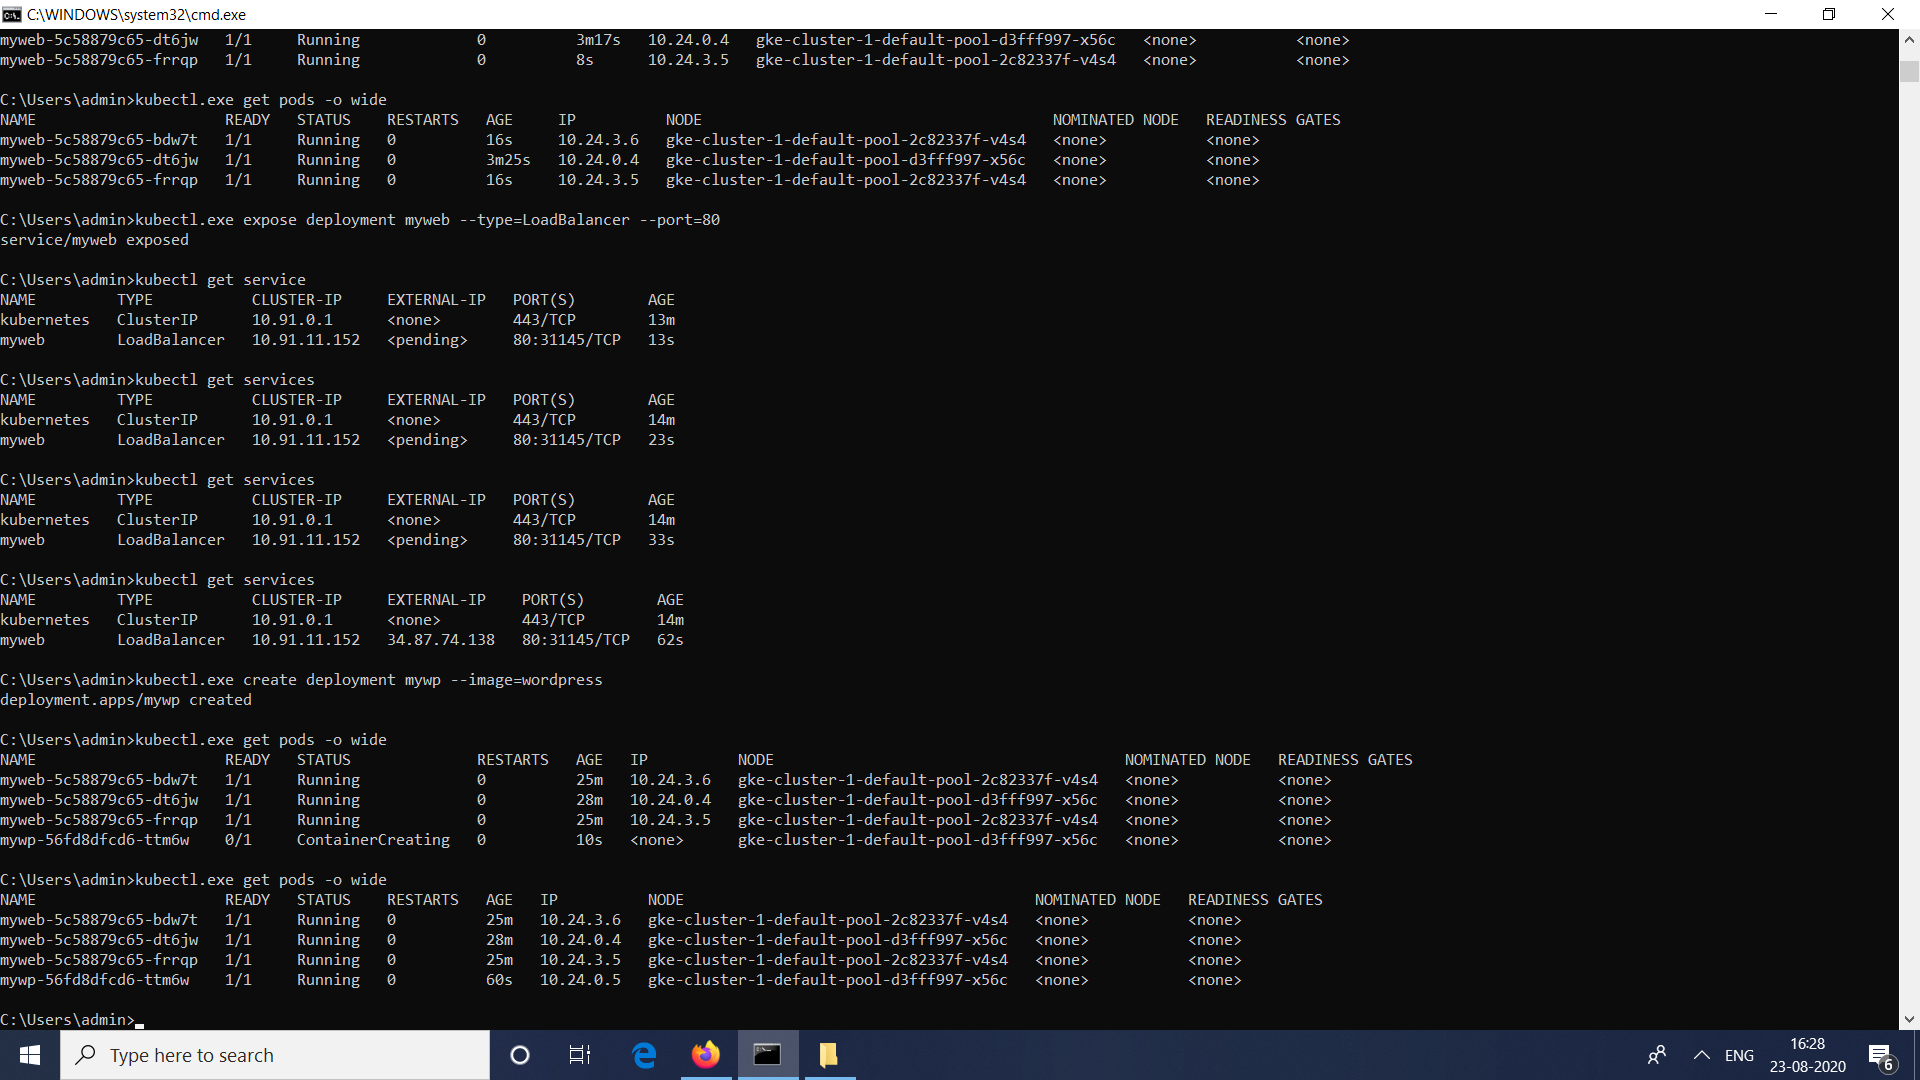 C:\WINDOWS\system32\cmd.exe
myweb-5c58879c65-dt6jw   1/1     Running             0          3m17s   10.24.0.4   gke-cluster-1-default-pool-d3fff997-x56c   <none>           <none>
myweb-5c58879c65-frrqp   1/1     Running             0          8s      10.24.3.5   gke-cluster-1-default-pool-2c82337f-v4s4   <none>           <none>
C:\Users\admin>kubectl.exe get pods -o wide
NAME                     READY   STATUS    RESTARTS   AGE     IP          NODE                                       NOMINATED NODE   READINESS GATES
myweb-5c58879c65-bdw7t   1/1     Running   0          16s     10.24.3.6   gke-cluster-1-default-pool-2c82337f-v4s4   <none>           <none>
myweb-5c58879c65-dt6jw   1/1     Running   0          3m25s   10.24.0.4   gke-cluster-1-default-pool-d3fff997-x56c   <none>           <none>
myweb-5c58879c65-frrqp   1/1     Running   0          16s     10.24.3.5   gke-cluster-1-default-pool-2c82337f-v4s4   <none>           <none>
C:\Users\admin>kubectl.exe expose deployment myweb --type=LoadBalancer --port=80
service/myweb exposed
C:\Users\admin>kubectl get service
NAME         TYPE           CLUSTER-IP     EXTERNAL-IP   PORT(S)        AGE
kubernetes   ClusterIP      10.91.0.1      <none>        443/TCP        13m
myweb        LoadBalancer   10.91.11.152   <pending>     80:31145/TCP   13s
C:\Users\admin>kubectl get services
NAME         TYPE           CLUSTER-IP     EXTERNAL-IP   PORT(S)        AGE
kubernetes   ClusterIP      10.91.0.1      <none>        443/TCP        14m
myweb        LoadBalancer   10.91.11.152   <pending>     80:31145/TCP   23s
C:\Users\admin>kubectl get services
NAME         TYPE           CLUSTER-IP     EXTERNAL-IP   PORT(S)        AGE
kubernetes   ClusterIP      10.91.0.1      <none>        443/TCP        14m
myweb        LoadBalancer   10.91.11.152   <pending>     80:31145/TCP   33s
C:\Users\admin>kubectl get services
NAME         TYPE           CLUSTER-IP     EXTERNAL-IP    PORT(S)        AGE
kubernetes   ClusterIP      10.91.0.1      <none>         443/TCP        14m
myweb        LoadBalancer   10.91.11.152   34.87.74.138   80:31145/TCP   62s
C:\Users\admin>kubectl.exe create deployment mywp --image=wordpress
deployment.apps/mywp created
C:\Users\admin>kubectl.exe get pods -o wide
NAME                     READY   STATUS              RESTARTS   AGE   IP          NODE                                       NOMINATED NODE   READINESS GATES
myweb-5c58879c65-bdw7t   1/1     Running             0          25m   10.24.3.6   gke-cluster-1-default-pool-2c82337f-v4s4   <none>           <none>
myweb-5c58879c65-dt6jw   1/1     Running             0          28m   10.24.0.4   gke-cluster-1-default-pool-d3fff997-x56c   <none>           <none>
myweb-5c58879c65-frrqp   1/1     Running             0          25m   10.24.3.5   gke-cluster-1-default-pool-2c82337f-v4s4   <none>           <none>
mywp-56fd8dfcd6-ttm6w    0/1     ContainerCreating   0          10s   <none>      gke-cluster-1-default-pool-d3fff997-x56c   <none>           <none>
C:\Users\admin>kubectl.exe get pods -o wide
NAME                     READY   STATUS    RESTARTS   AGE   IP          NODE                                       NOMINATED NODE   READINESS GATES
myweb-5c58879c65-bdw7t   1/1     Running   0          25m   10.24.3.6   gke-cluster-1-default-pool-2c82337f-v4s4   <none>           <none>
myweb-5c58879c65-dt6jw   1/1     Running   0          28m   10.24.0.4   gke-cluster-1-default-pool-d3fff997-x56c   <none>           <none>
myweb-5c58879c65-frrqp   1/1     Running   0          25m   10.24.3.5   gke-cluster-1-default-pool-2c82337f-v4s4   <none>           <none>
mywp-56fd8dfcd6-ttm6w    1/1     Running   0          60s   10.24.0.5   gke-cluster-1-default-pool-d3fff997-x56c   <none>           <none>
C:\Users\admin>
Type here to search
ENG
16:28
23-08-2020
6